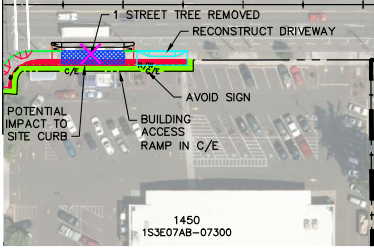 1 STREET TREE REMOVED
RECONSTRUCT DRIVEWAY
C/E
C/E
AVOID SIGN
POTENTIAL
IMPACT TO
SITE CURB
BUILDING
ACCESS
RAMP IN C/E
1450
1S3E07AB-07300